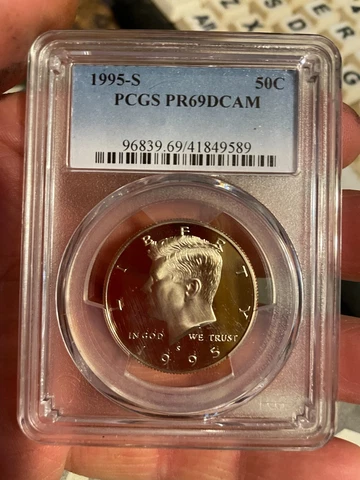 1995-S 50C
PCGS PR69DCAM
96839.69/41849589
LIBERTY
IN GOD WE TRUST
S
1995